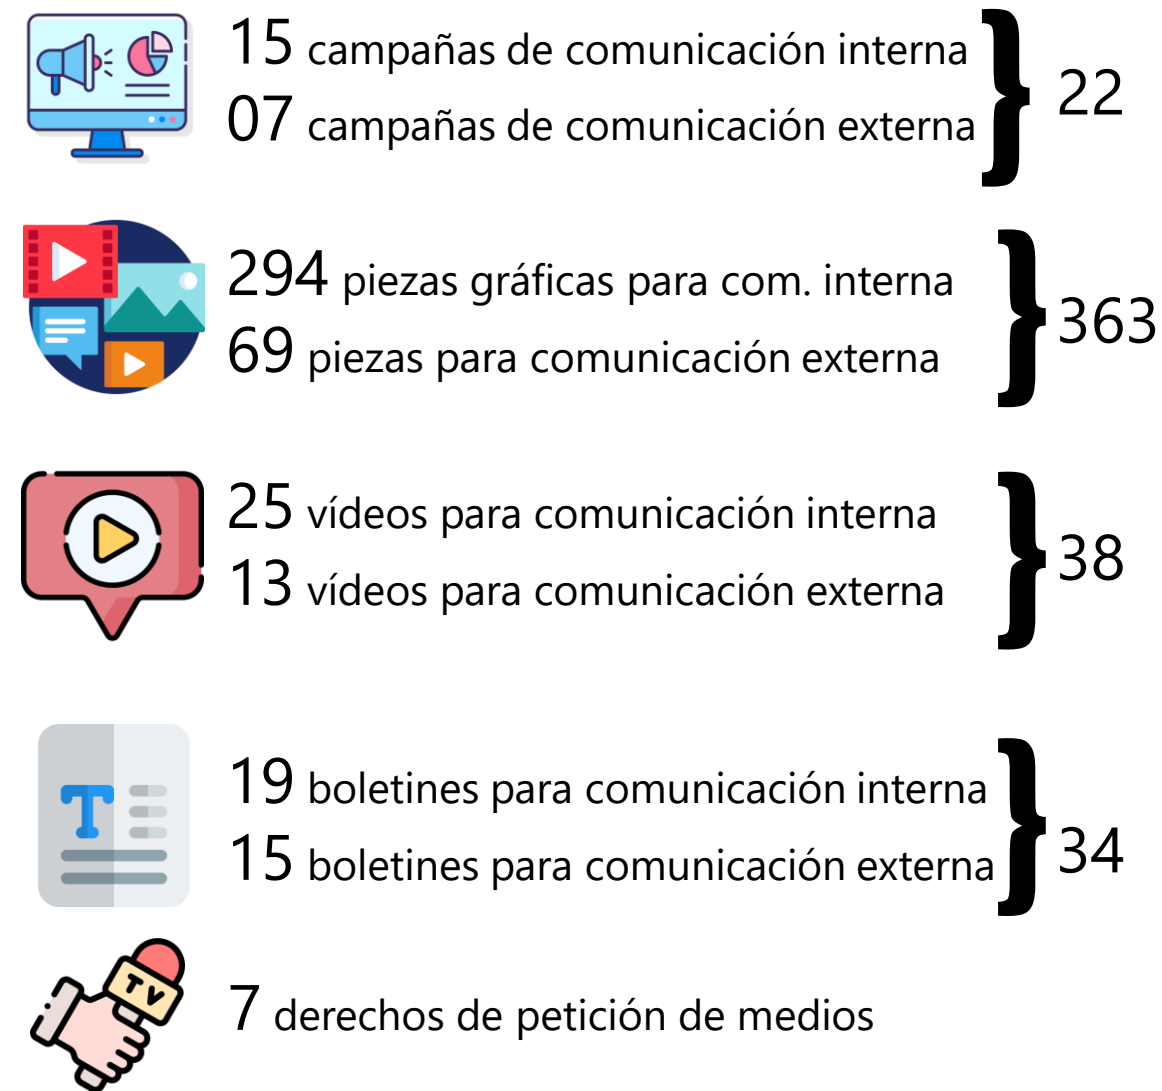 15 campañas de comunicación interna
07 campañas de comunicación externa
} 22
294 piezas gráficas para com. interna
69 piezas para comunicación externa
} 363
25 vídeos para comunicación interna
13 vídeos para comunicación externa
} 38
T
19 boletines para comunicación interna
15 boletines para comunicación externa
} 34
TV
7 derechos de petición de medios